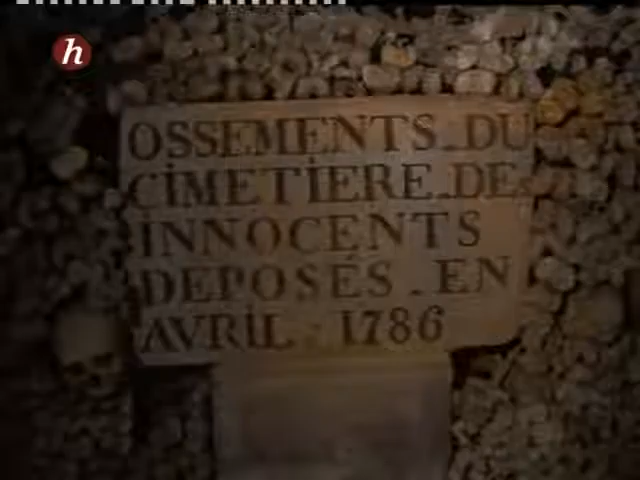 h
OSSEMENTS DU
CIMETIERE DE
INNOCENTS
DEPOSÉS EN
AVRIL 1786